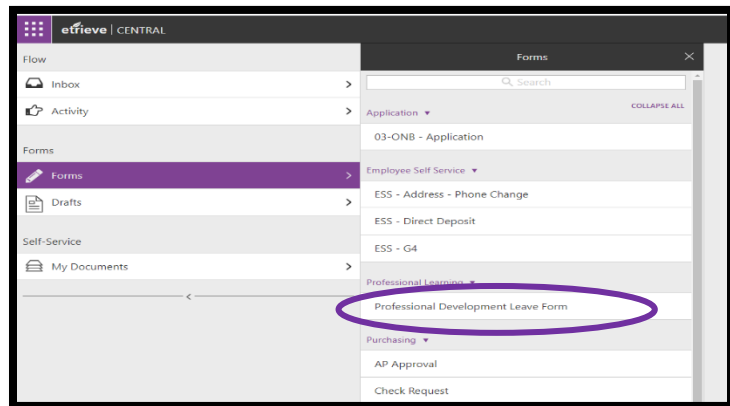 etrieve | CENTRAL
Flow
Inbox
Activity
Forms
Forms
Drafts
Self-Service
My Documents
Forms
Search
Application
COLLAPSE ALL
03-ONB - Application
Employee Self Service
ESS - Address - Phone Change
ESS - Direct Deposit
ESS - G4
Professional Learning
Professional Development Leave Form
Purchasing
AP Approval
Check Request